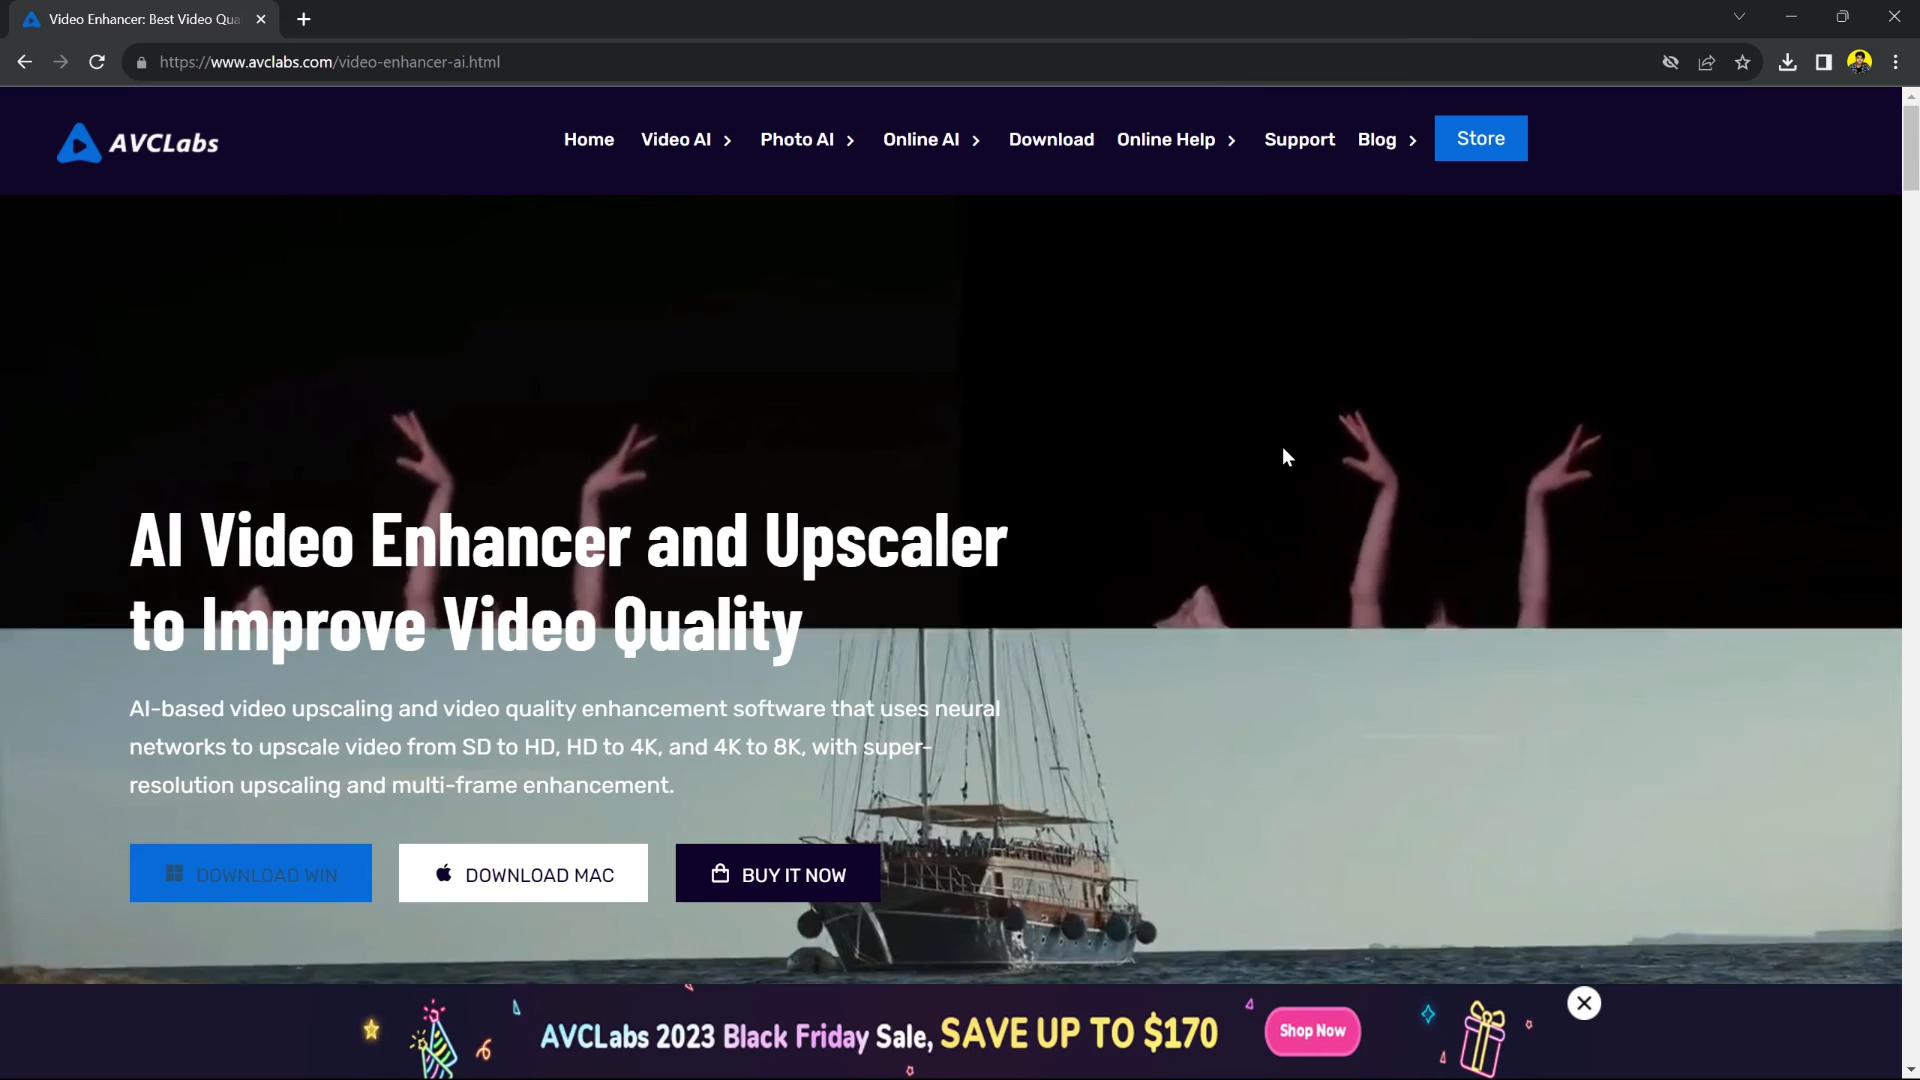 Video Enhancer: Best Video Qua
https://www.avclabs.com/video-enhancer-ai.html
AVCLabs
Home Video AI Photo AI Online AI Download Online Help Support Blog Store
AI Video Enhancer and Upscaler
to Improve Video Quality
AI-based video upscaling and video quality enhancement software that uses neural
networks to upscale video from SD to HD, HD to 4K, and 4K to 8K, with super-
resolution upscaling and multi-frame enhancement.
DOWNLOAD WIN DOWNLOAD MAC BUY IT NOW
AVCLabs 2023 Black Friday Sale, SAVE UP TO $170 Shop Now